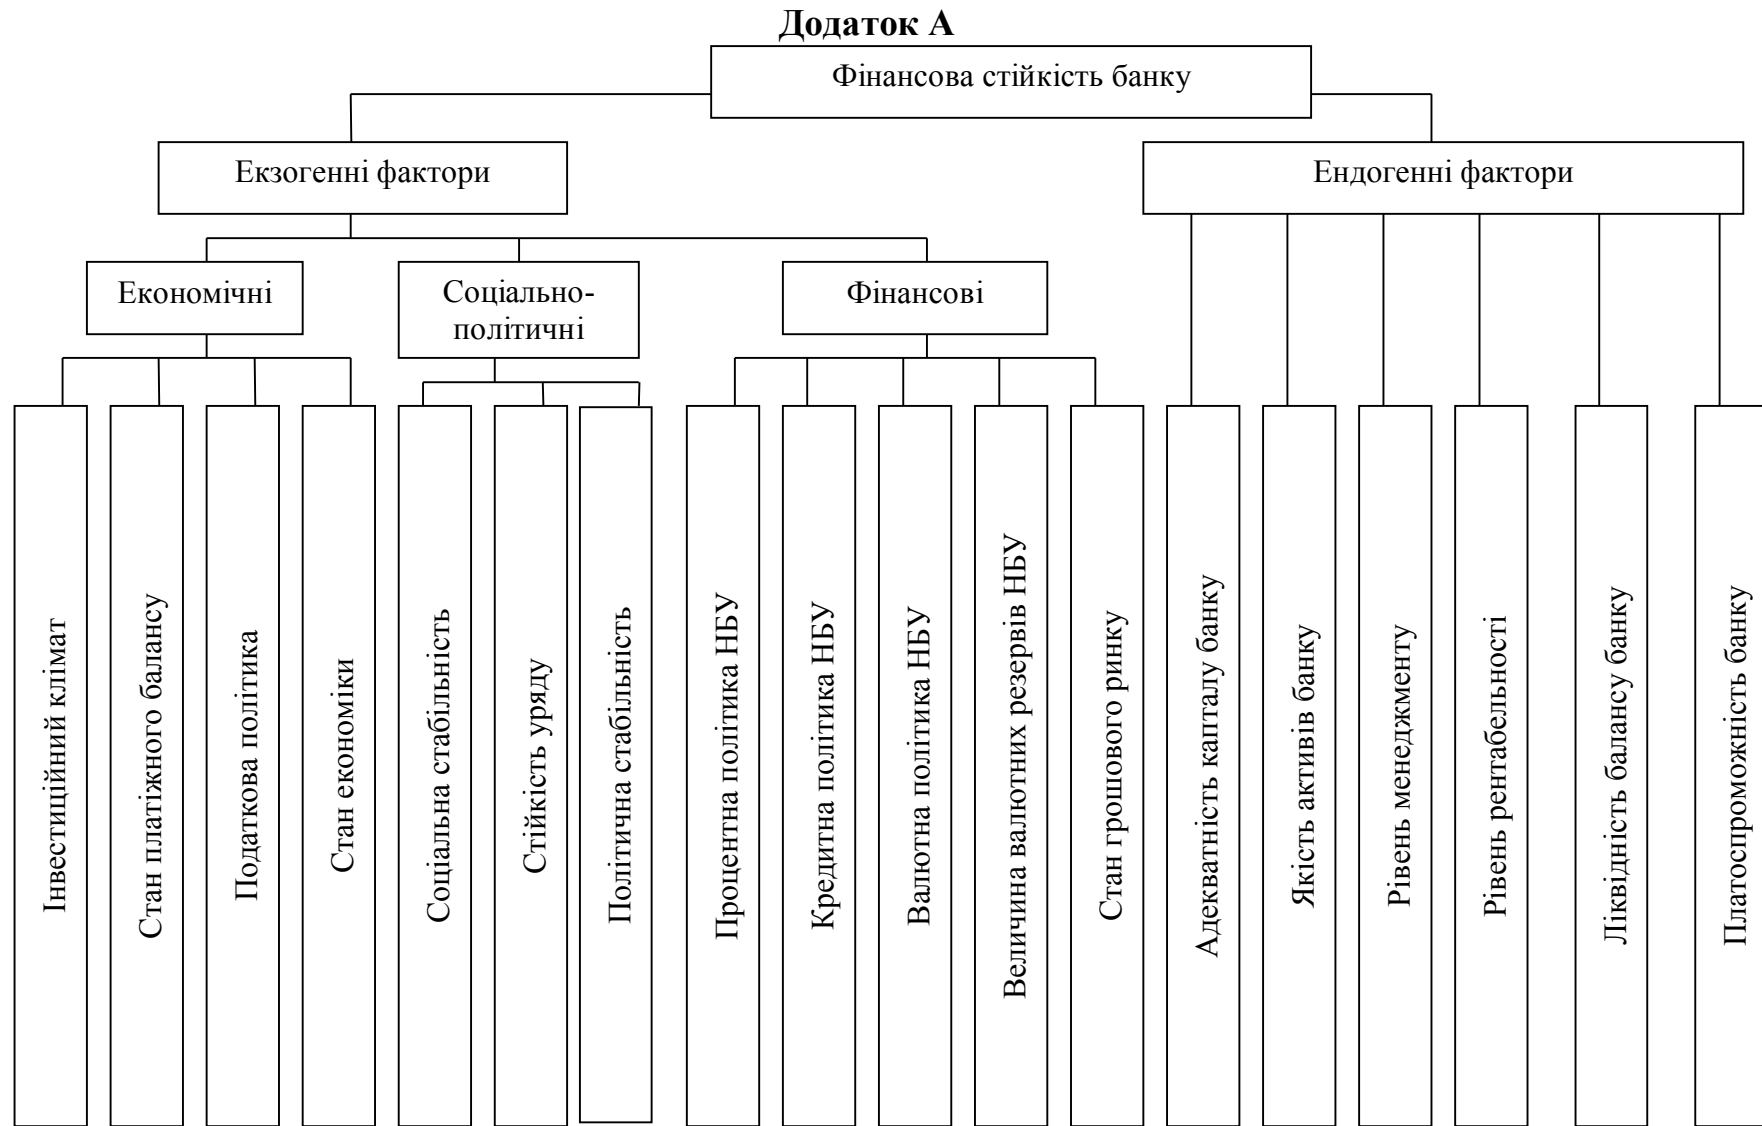 Додаток А
Фінансова стійкість банку
Екзогенні фактори
Ендогенні фактори
Економічні
Соціально-
політичні
Фінансові
Інвестиційний клімат
Стан платіжного балансу
Податкова політика
Стан економіки
Соціальна стабільність
Стійкість уряду
Політична стабільність
Процентна політика НБУ
Кредитна політика НБУ
Валютна політика НБУ
Величина валютних резервів НБУ
Стан грошового ринку
Адекватність капталу банку
Якість активів банку
Рівень менеджменту
Рівень рентабельності
Ліквідність балансу банку
Платоспроможність банку